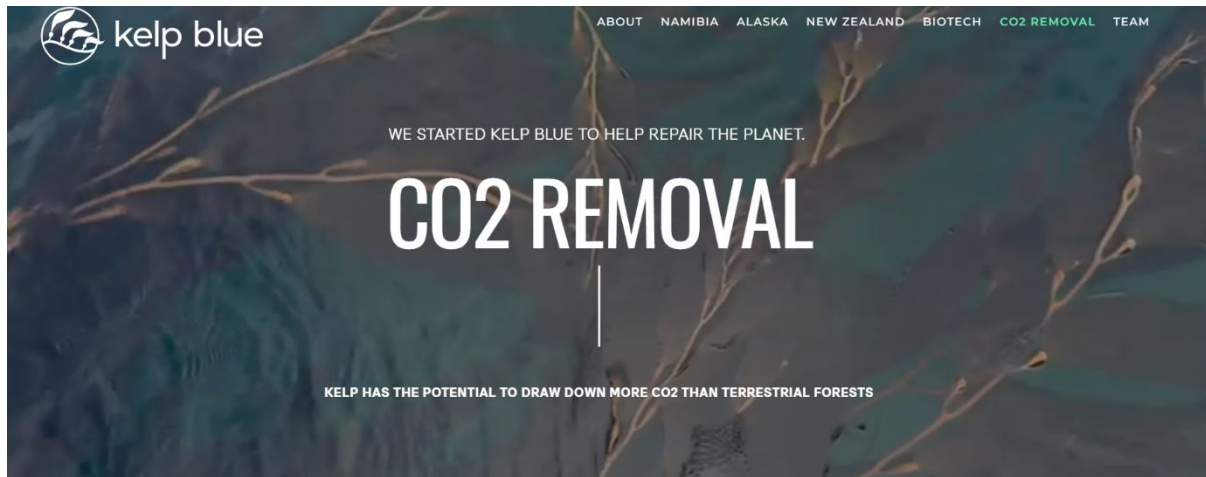 kelp blue
ABOUT NAMIBIA ALASKA NEW ZEALAND BIOTECH CO2 REMOVAL TEAM
WE STARTED KELP BLUE TO HELP REPAIR THE PLANET.
CO2 REMOVAL
KELP HAS THE POTENTIAL TO DRAW DOWN MORE CO2 THAN TERRESTRIAL FORESTS